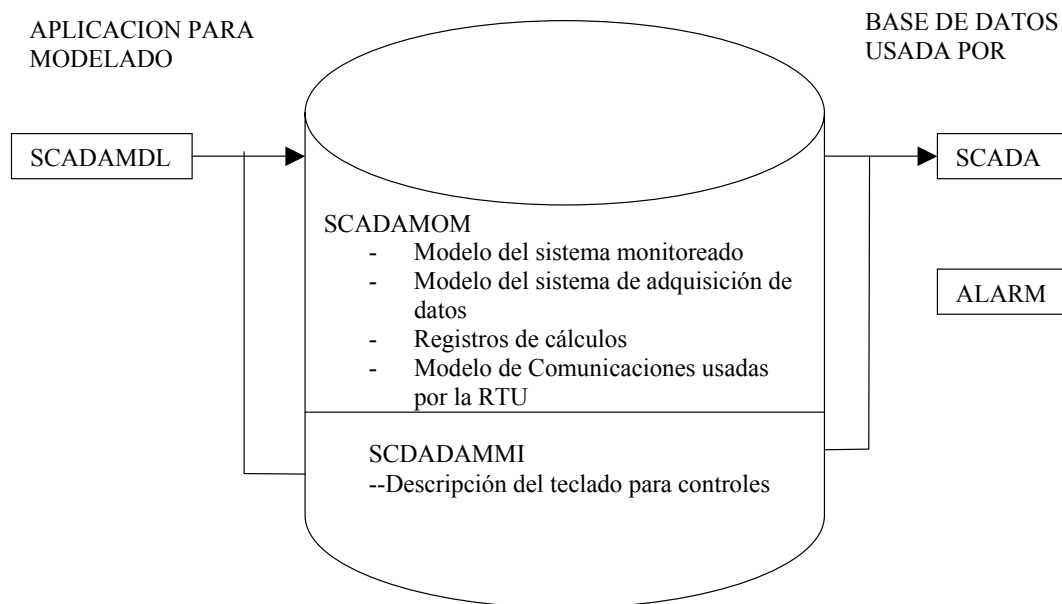 APLICACION PARA
MODELADO
BASE DE DATOS
USADA POR
SCADAMDL
SCADA
SCADAMOM
- Modelo del sistema monitoreado
- Modelo del sistema de adquisición de
datos
- Registros de cálculos
- Modelo de Comunicaciones usadas
por la RTU
ALARM
SCDADAMMI
--Descripción del teclado para controles